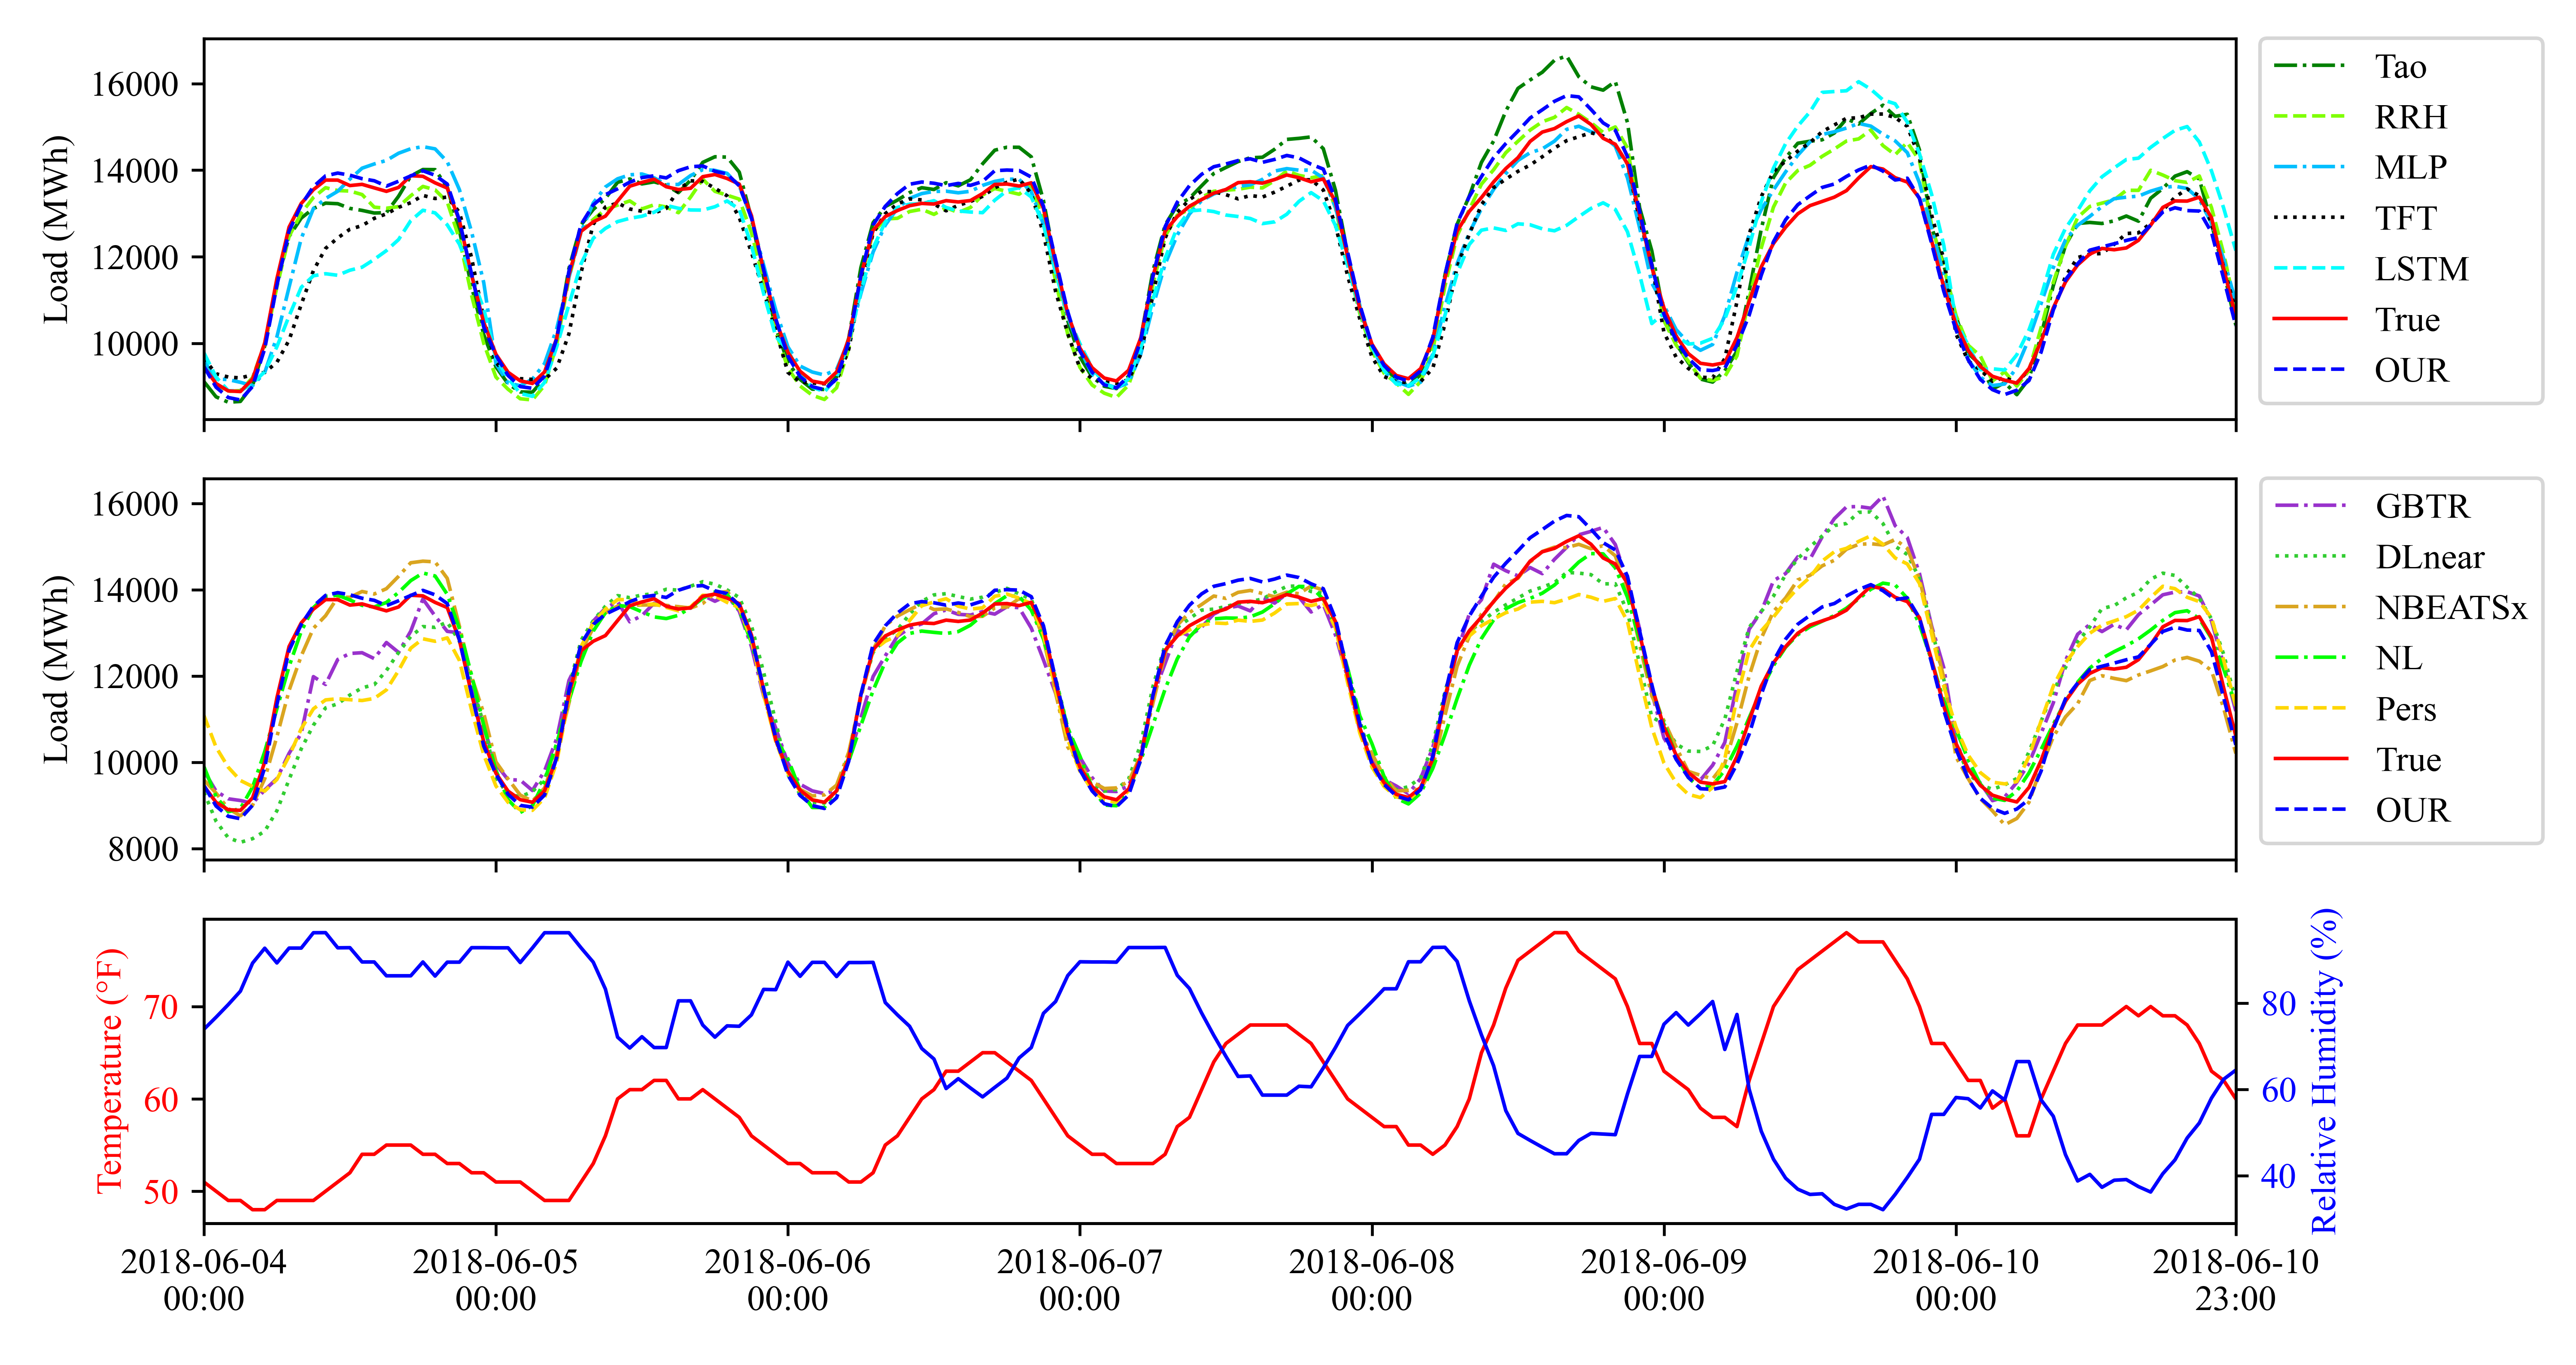 Load (MWh)
16000
14000
12000
10000
Tao
RRH
MLP
TFT
LSTM
True
OUR
Load (MWh)
16000
14000
12000
10000
8000
GBTR
DLnear
NBEATSx
NL
Pers
True
OUR
Temperature (°F)
70
60
50
80
60
40
Relative Humidity (%)
2018-06-04 2018-06-05 2018-06-06 2018-06-07 2018-06-08 2018-06-09 2018-06-10 2018-06-10
00:00 00:00 00:00 00:00 00:00 00:00 00:00 23:00